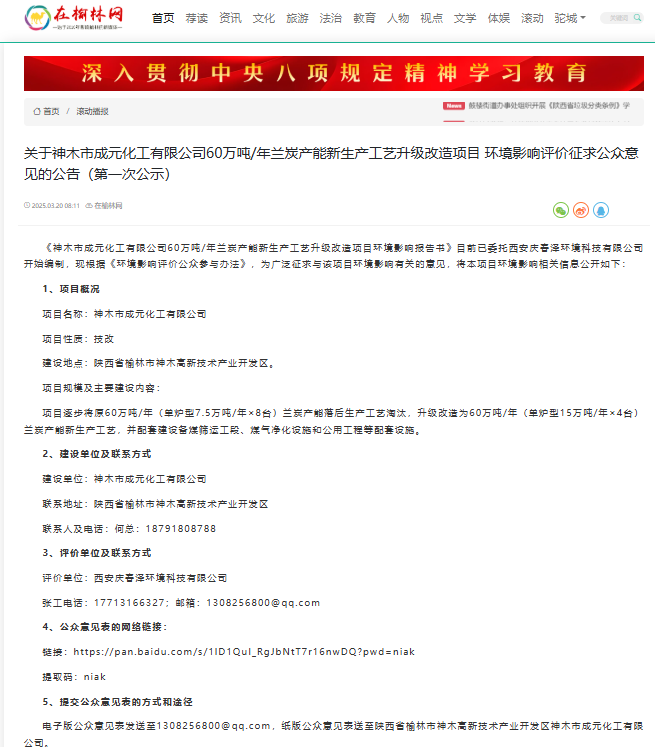 在榆林网
首页 荐读 资讯 文化 旅游 法治 教育 人物 视点 文学 体娱 滚动 驼城
深入贯彻中央八项规定精神学习教育
首页 / 滚动播报
News 鼓楼街道办事处组织开展《陕西省垃圾分类条例》学
关于神木市成元化工有限公司60万吨/年兰炭产能新生产工艺升级改造项目 环境影响评价征求公众意
见的公告（第一次公示）
2025.03.20 08:11 在榆林网
《神木市成元化工有限公司60万吨/年兰炭产能新生产工艺升级改造项目环境影响报告书》目前已委托西安庆春泽环境科技有限公司
开始编制，现根据《环境影响评价公众参与办法》，为广泛征求与该项目环境影响有关的意见，将本项目环境影响相关信息公开如下：
1、项目概况
项目名称：神木市成元化工有限公司
项目性质：技改
建设地点：陕西省榆林市神木高新技术产业开发区。
项目规模及主要建设内容：
项目逐步将原60万吨/年（单炉型7.5万吨/年×8台）兰炭产能落后生产工艺淘汰，升级改造为60万吨/年（单炉型15万吨/年×4台）
兰炭产能新生产工艺，并配套建设备煤筛运工段、煤气净化设施和公用工程等配套设施。
2、建设单位及联系方式
建设单位：神木市成元化工有限公司
联系地址：陕西省榆林市神木高新技术产业开发区
联系人及电话：何总：18791808788
3、评价单位及联系方式
评价单位：西安庆春泽环境科技有限公司
张工电话：17713166327；邮箱：1308256800@qq.com
4、公众意见表的网络链接：
链接：https://pan.baidu.com/s/1ID1QuI_RgJbNtT7r16nwDQ?pwd=niak
提取码：niak
5、提交公众意见表的方式和途径
电子版公众意见表发送至1308256800@qq.com，纸版公众意见表送至陕西省榆林市神木高新技术产业开发区神木市成元化工有限
公司。